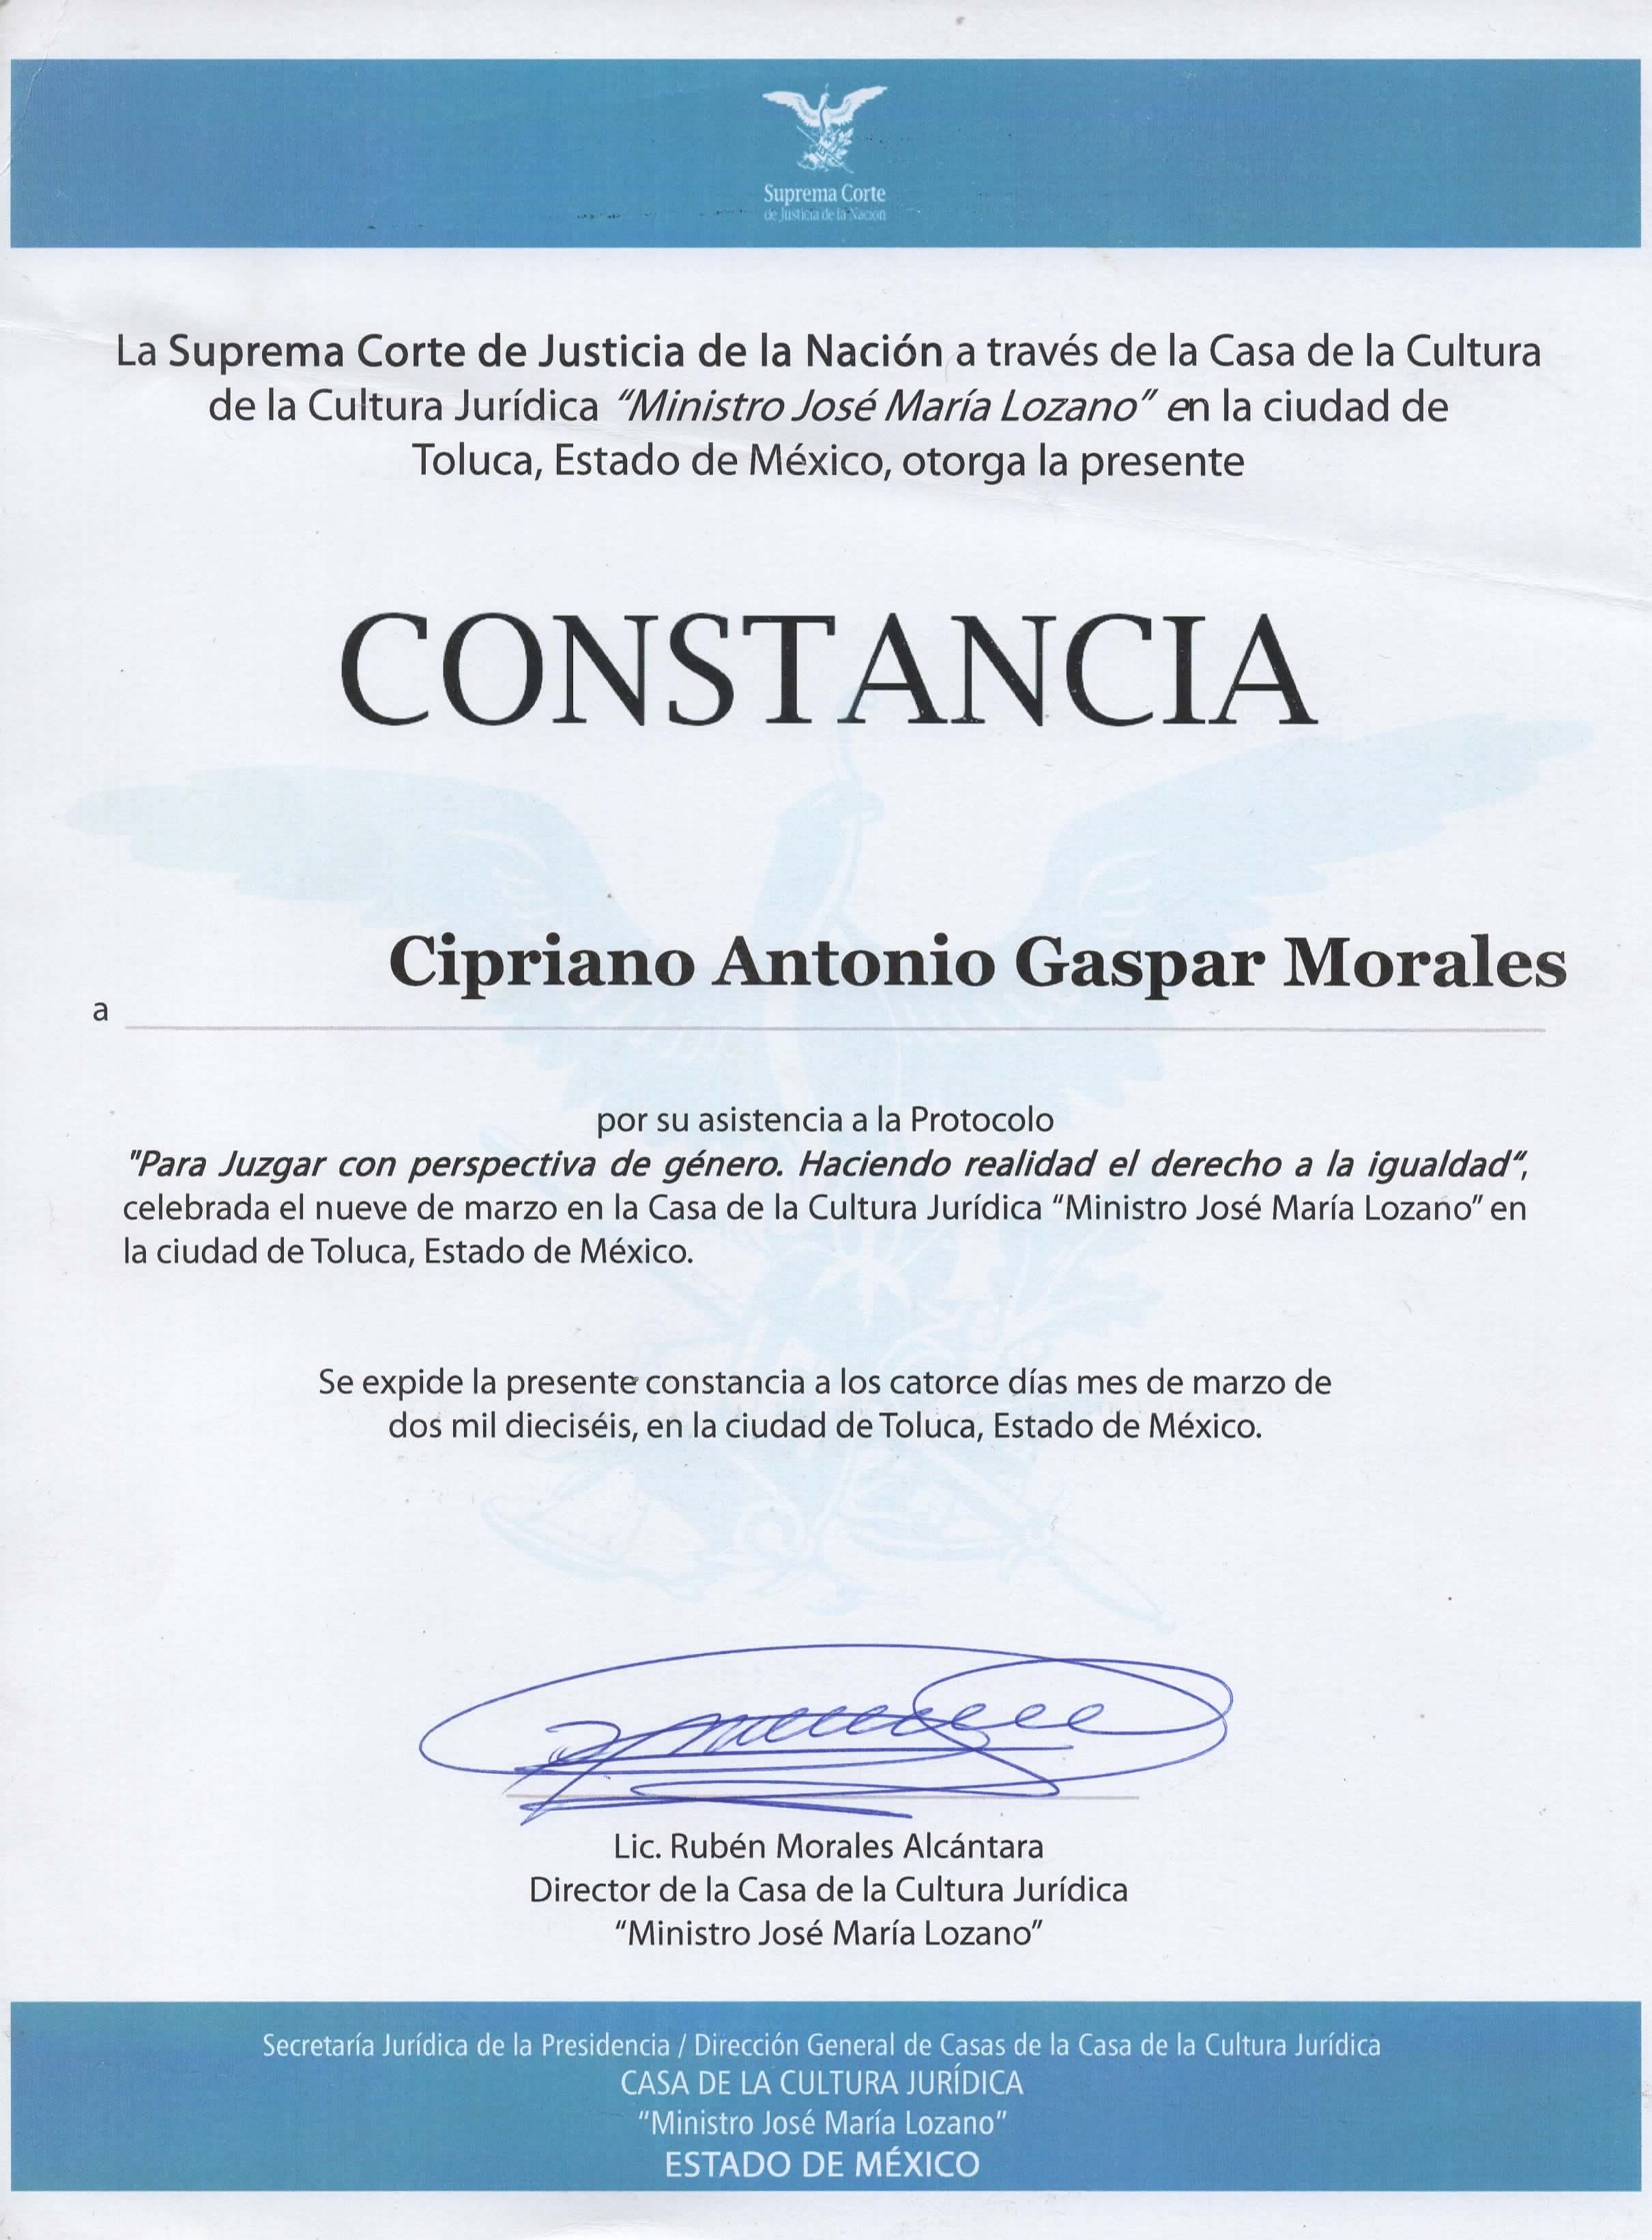 Suprema Corte
de Justicia de la Nación
La Suprema Corte de Justicia de la Nación a través de la Casa de la Cultura
de la Cultura Jurídica “Ministro José María Lozano” en la ciudad de
Toluca, Estado de México, otorga la presente
CONSTANCIA
Cipriano Antonio Gaspar Morales
a
por su asistencia a la Protocolo
"Para Juzgar con perspectiva de género. Haciendo realidad el derecho a la igualdad“,
celebrada el nueve de marzo en la Casa de la Cultura Jurídica “Ministro José María Lozano” en
la ciudad de Toluca, Estado de México.
Se expide la presente constancia a los catorce días mes de marzo de
dos mil dieciséis, en la ciudad de Toluca, Estado de México.
Lic. Rubén Morales Alcántara
Director de la Casa de la Cultura Jurídica
“Ministro José María Lozano”
Secretaría Jurídica de la Presidencia / Dirección General de Casas de la Casa de la Cultura Jurídica
CASA DE LA CULTURA JURÍDICA
“Ministro José María Lozano”
ESTADO DE MÉXICO